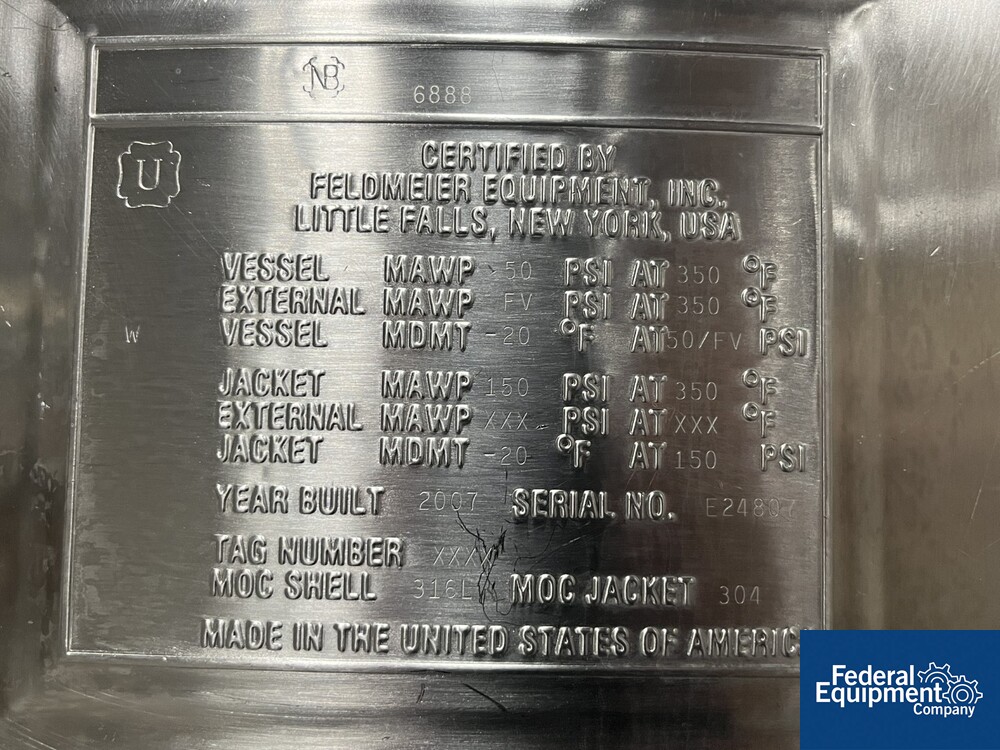 NB
6888
U
CERTIFIED BY
FELDMEIER EQUIPMENT, INC.
LITTLE FALLS, NEW YORK, USA
VESSEL MAWP 50 PSI AT 350 °F
EXTERNAL MAWP FV PSI AT 350 °F
W VESSEL MDMT -20 °F AT 50/FV PSI
JACKET MAWP 150 PSI AT 350 °F
EXTERNAL MAWP XXX PSI AT XXX °F
JACKET MDMT -20 °F AT 150 PSI
YEAR BUILT 2007 SERIAL NO. E24807
TAG NUMBER XXXX
MOC SHELL 316L MOC JACKET 304
MADE IN THE UNITED STATES OF AMERIC
Federal
Equipment
Company